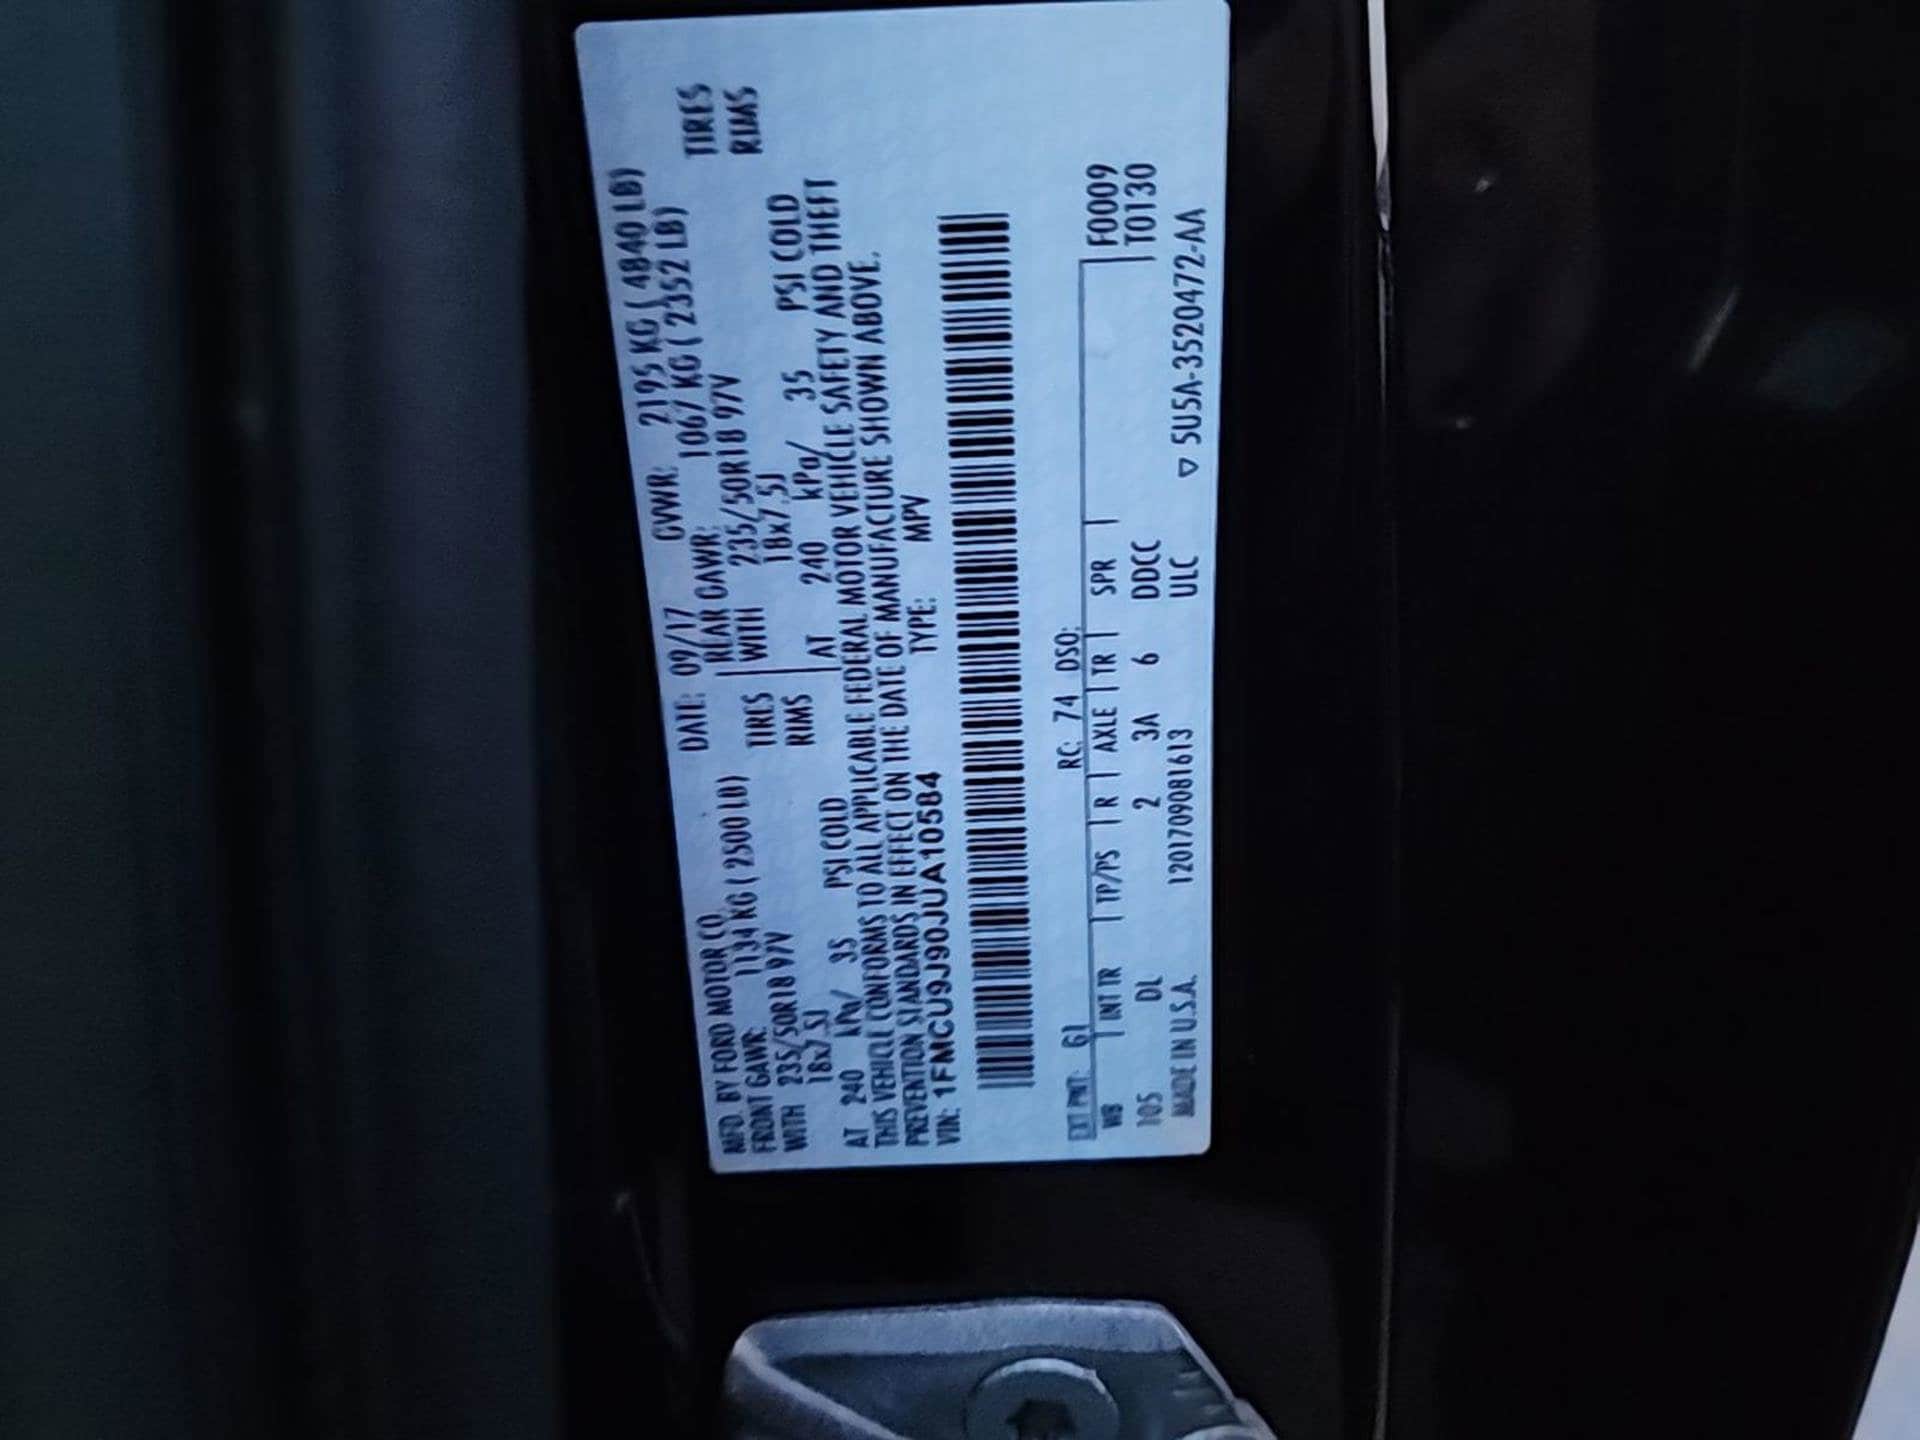 MFD. BY FORD MOTOR CO. DATE: 09/17 GVWR: 2195 KG ( 4840 LB)
FRONT GAWR: 1134 KG ( 2500 LB) REAR GAWR: 1067 KG ( 2352 LB)
WITH 235/50R18 97V TIRES WITH 235/50R18 97V TIRES
18x7.5J RIMS 18x7.5J RIMS
AT 240 kPa/ 35 PSI COLD AT 240 kPa/ 35 PSI COLD
THIS VEHICLE CONFORMS TO ALL APPLICABLE FEDERAL MOTOR VEHICLE SAFETY AND THEFT
PREVENTION STANDARDS IN EFFECT ON THE DATE OF MANUFACTURE SHOWN ABOVE.
VIN: 1FMCU9J90JUA10584 TYPE: MPV
EXT PNT: G1 RC: 74 DSO: F0009
WB INT TR TP/PS R AXLE TR SPR T0130
105 DL 2 3A 6 DDCC
MADE IN U.S.A. 120170908 1613 ULC ▽ 5U5A-3520472-AA